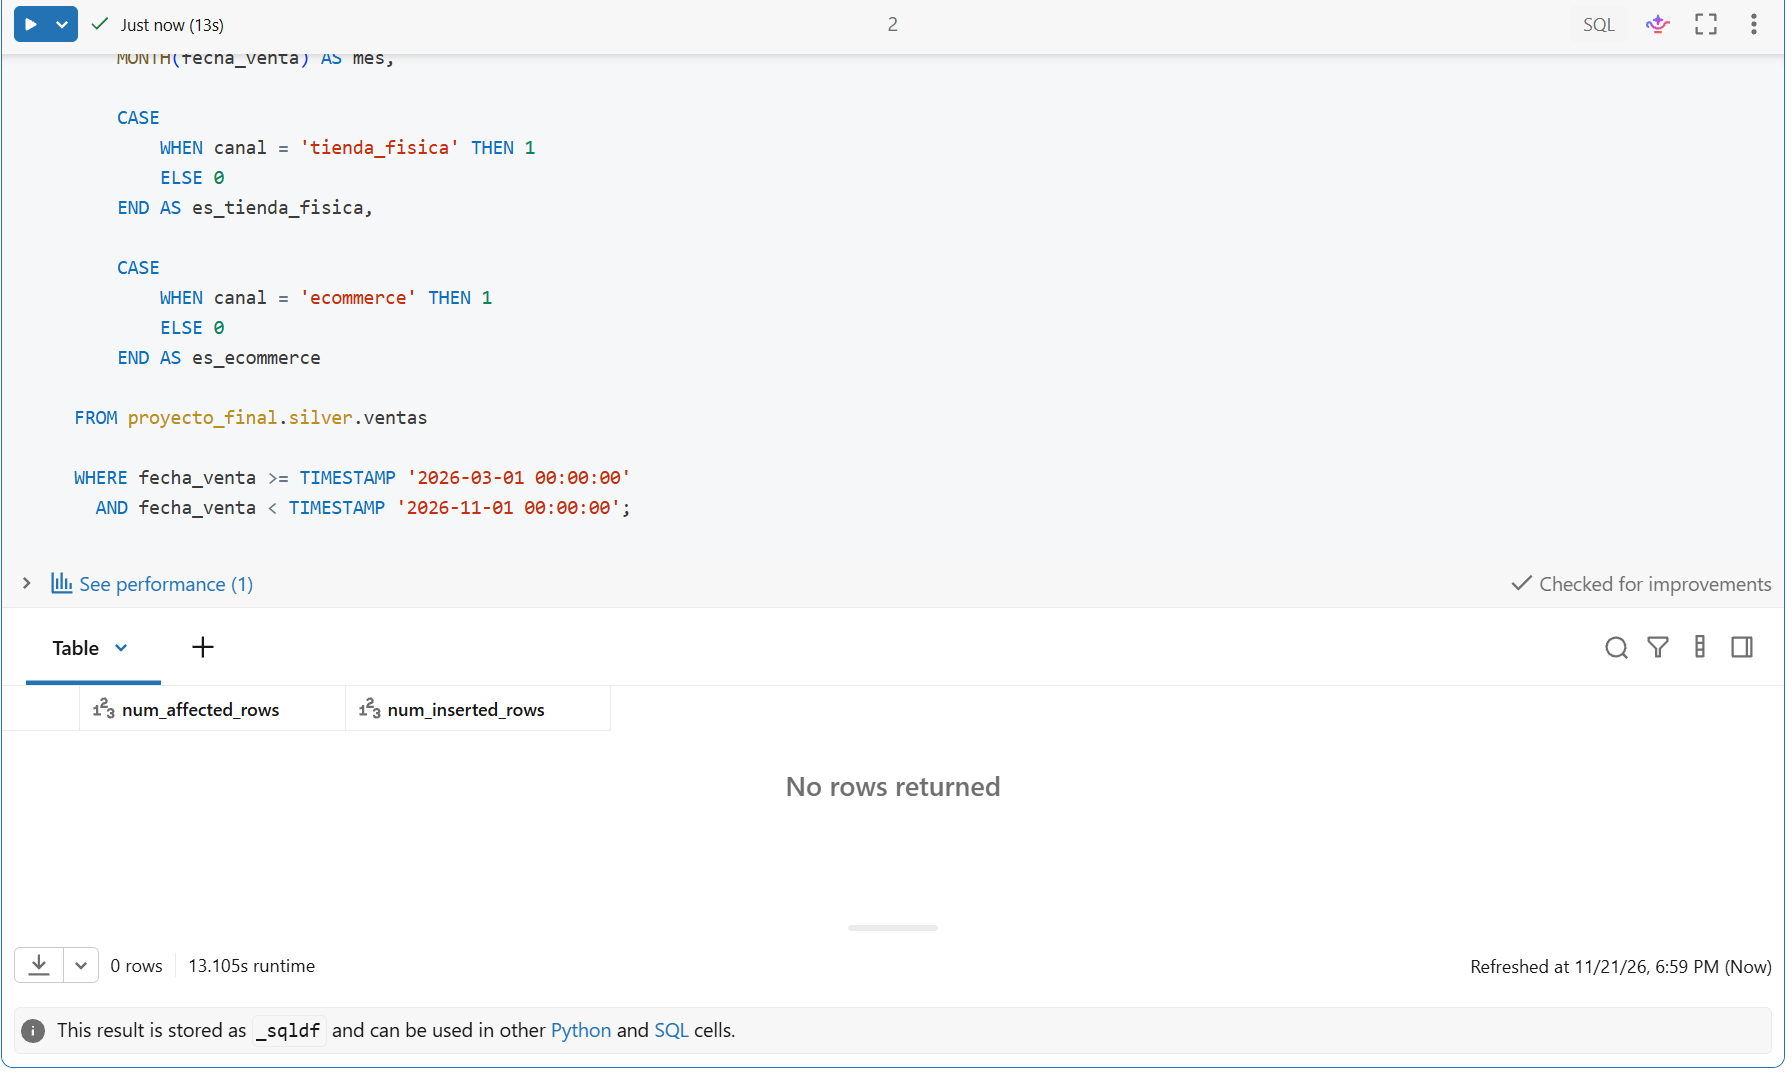 Just now (13s)
2
SQL
MONTH(fecha_venta) AS mes,
CASE
WHEN canal = 'tienda_fisica' THEN 1
ELSE 0
END AS es_tienda_fisica,
CASE
WHEN canal = 'ecommerce' THEN 1
ELSE 0
END AS es_ecommerce
FROM proyecto_final.silver.ventas
WHERE fecha_venta >= TIMESTAMP '2026-03-01 00:00:00'
AND fecha_venta < TIMESTAMP '2026-11-01 00:00:00';
See performance (1)
Checked for improvements
Table
num_affected_rows
num_inserted_rows
No rows returned
0 rows
13.105s runtime
Refreshed at 11/21/26, 6:59 PM (Now)
This result is stored as _sqldf and can be used in other Python and SQL cells.